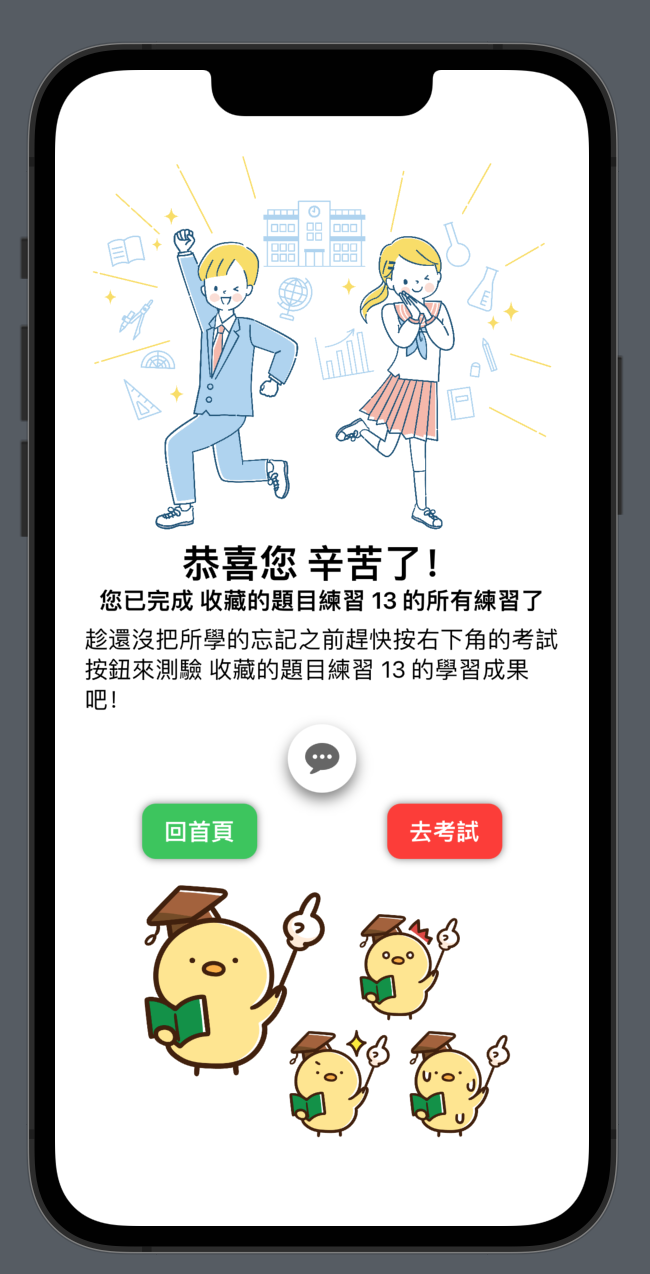 恭喜您 辛苦了!
您已完成 收藏的題目練習 13 的所有練習了
趁還沒把所學的忘記之前趕快按右下角的考試
按鈕來測驗 收藏的題目練習 13 的學習成果
吧!
回首頁
去考試